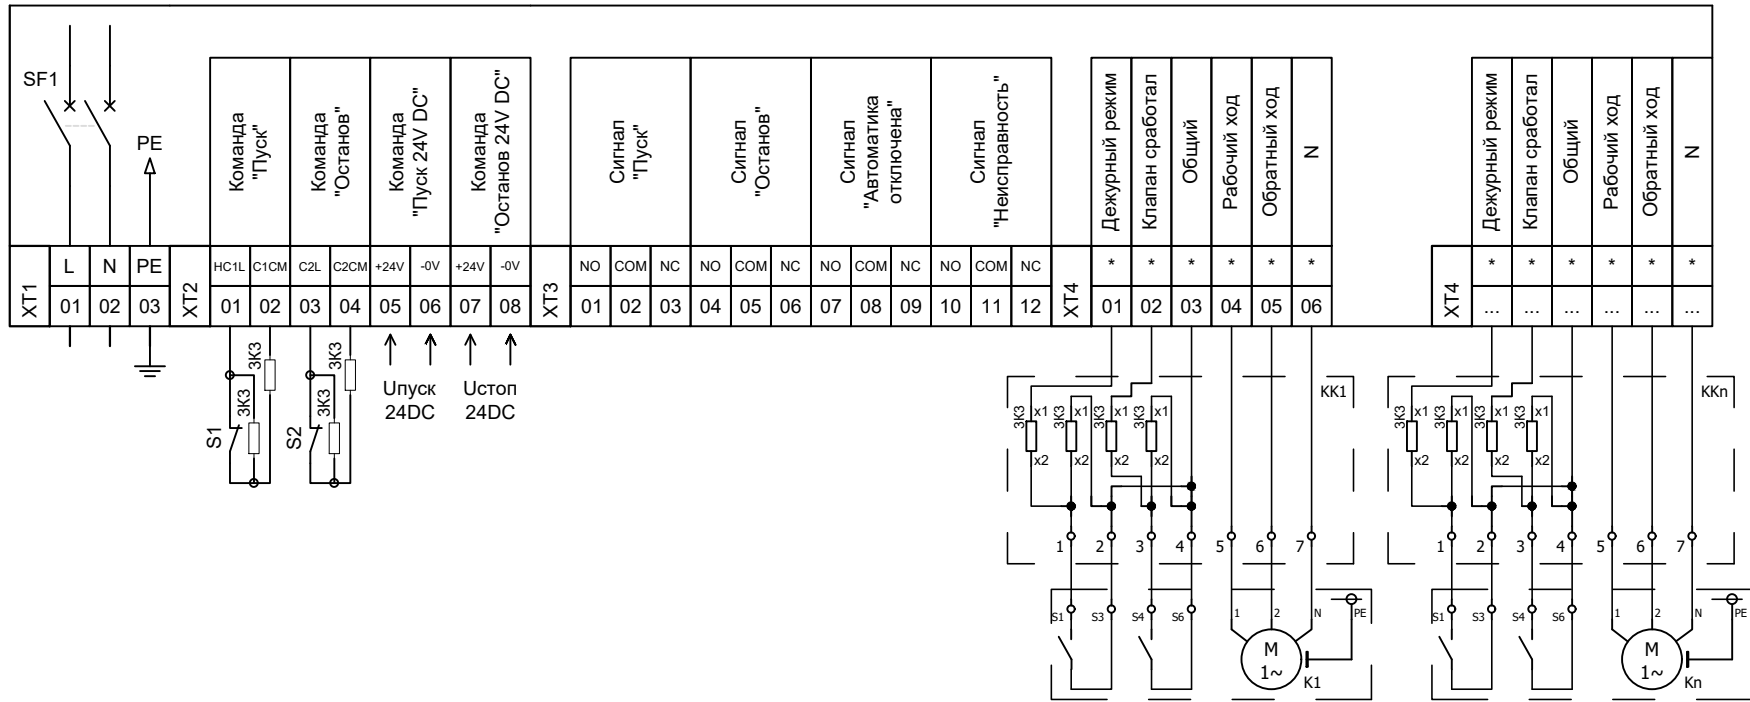 SF1
PE
Команда
"Пуск"
Команда
"Останов"
Команда
"Пуск 24V DC"
Команда
"Останов 24V DC"
Сигнал
"Пуск"
Сигнал
"Останов"
Сигнал
"Автоматика
отключена"
Сигнал
"Неисправность"
Дежурный режим
Клапан сработал
Общий
Рабочий ход
Обратный ход
N
Дежурный режим
Клапан сработал
Общий
Рабочий ход
Обратный ход
N
XT1 L N PE XT2 HC1L C1CM C2L C2CM +24V -0V +24V -0V XT3 NO COM NC NO COM NC NO COM NC NO COM NC XT4 * * * * * * XT4 * * * * * *
01 02 03 01 02 03 04 05 06 07 08 01 02 03 04 05 06 07 08 09 10 11 12 01 02 03 04 05 06 ... ... ... ... ... ...
3К3 3К3
Uпуск
24DC
Uстоп
24DC
3К3 3К3
S1 S2
KK1 KKn
3К3 x1 3К3 x1 3К3 x1 3К3 x1 3К3 x1 3К3 x1 3К3 x1 3К3 x1
x2 x2 x2 x2 x2 x2 x2 x2
1 2 3 4 5 6 7 1 2 3 4 5 6 7
S1 S3 S4 S6 1 2 N PE S1 S3 S4 S6 1 2 N PE
M
1~
K1
M
1~
Kn